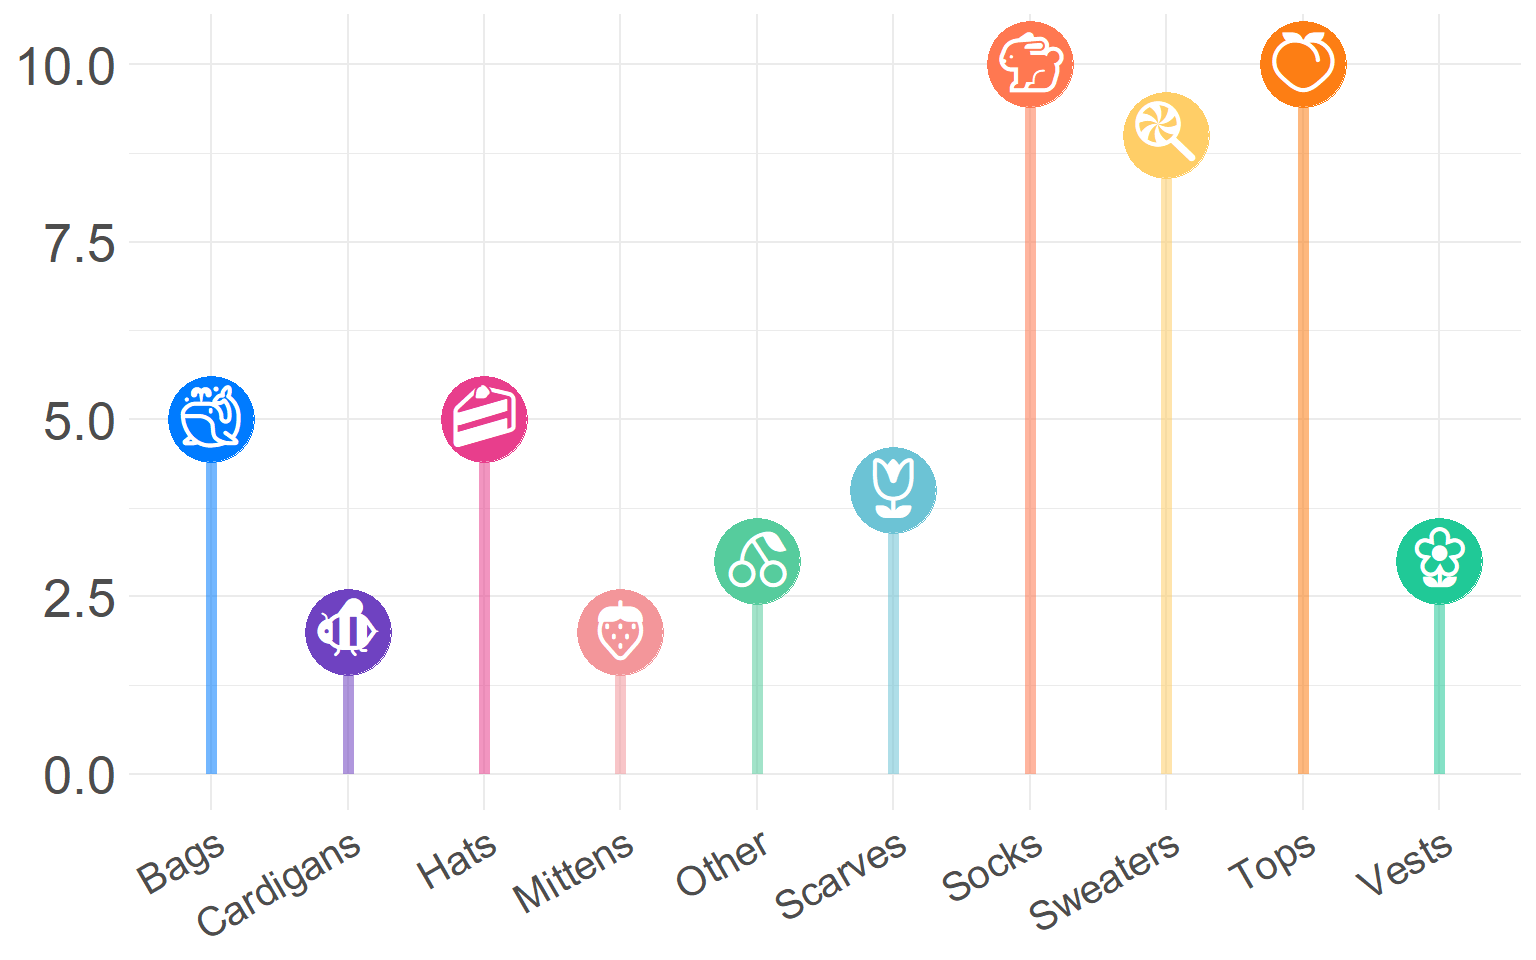 10.0
7.5
5.0
2.5
0.0
Bags
Cardigans
Hats
Mittens
Other
Scarves
Socks
Sweaters
Tops
Vests